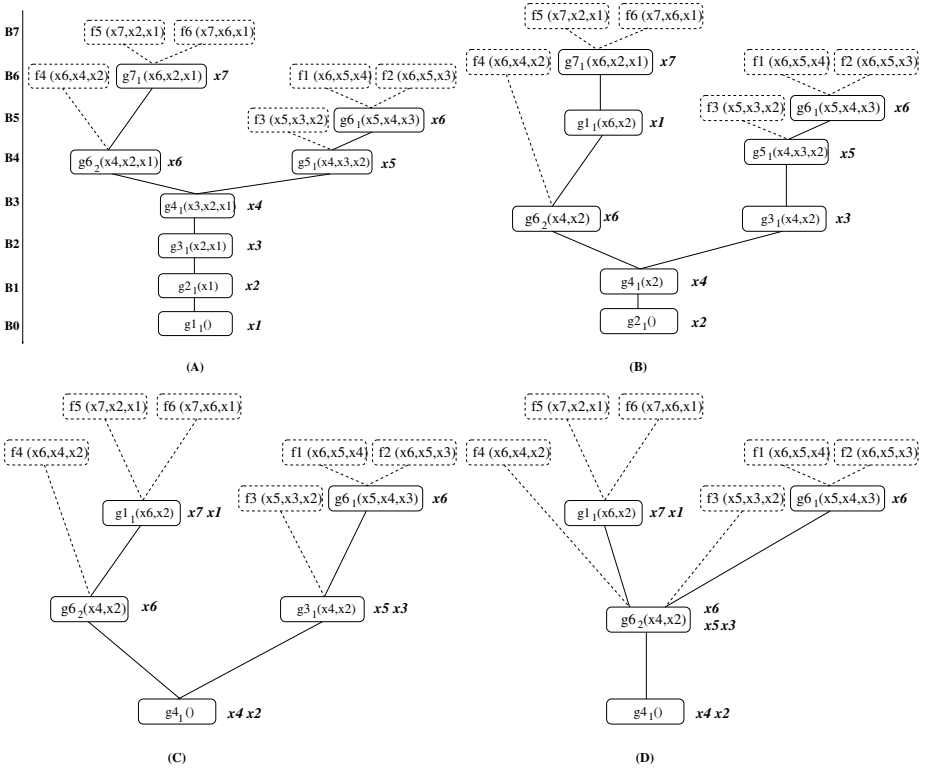 B7
B6
B5
B4
B3
B2
B1
B0
f5 (x7,x2,x1)
f6 (x7,x6,x1)
f4 (x6,x4,x2)
g7₁(x6,x2,x1) x7
f1 (x6,x5,x4)
f2 (x6,x5,x3)
f3 (x5,x3,x2)
g6₁(x5,x4,x3) x6
g6₂(x4,x2,x1) x6
g5₁(x4,x3,x2) x5
g4₁(x3,x2,x1) x4
g3₁(x2,x1) x3
g2₁(x1) x2
g1₁() x1
(A)
f5 (x7,x2,x1)
f6 (x7,x6,x1)
f4 (x6,x4,x2)
g7₁(x6,x2,x1) x7
f1 (x6,x5,x4)
f2 (x6,x5,x3)
g1₁(x6,x2) x1
f3 (x5,x3,x2)
g6₁(x5,x4,x3) x6
g5₁(x4,x3,x2) x5
g6₂(x4,x2) x6
g3₁(x4,x2) x3
g4₁(x2) x4
g2₁() x2
(B)
f5 (x7,x2,x1)
f6 (x7,x6,x1)
f4 (x6,x4,x2)
f1 (x6,x5,x4)
f2 (x6,x5,x3)
g1₁(x6,x2) x7 x1
f3 (x5,x3,x2)
g6₁(x5,x4,x3) x6
g6₂(x4,x2) x6
g3₁(x4,x2) x5 x3
g4₁() x4 x2
(C)
f5 (x7,x2,x1)
f6 (x7,x6,x1)
f4 (x6,x4,x2)
f1 (x6,x5,x4)
f2 (x6,x5,x3)
g1₁(x6,x2) x7 x1
f3 (x5,x3,x2)
g6₁(x5,x4,x3) x6
g6₂(x4,x2) x6
x5 x3
g4₁() x4 x2
(D)